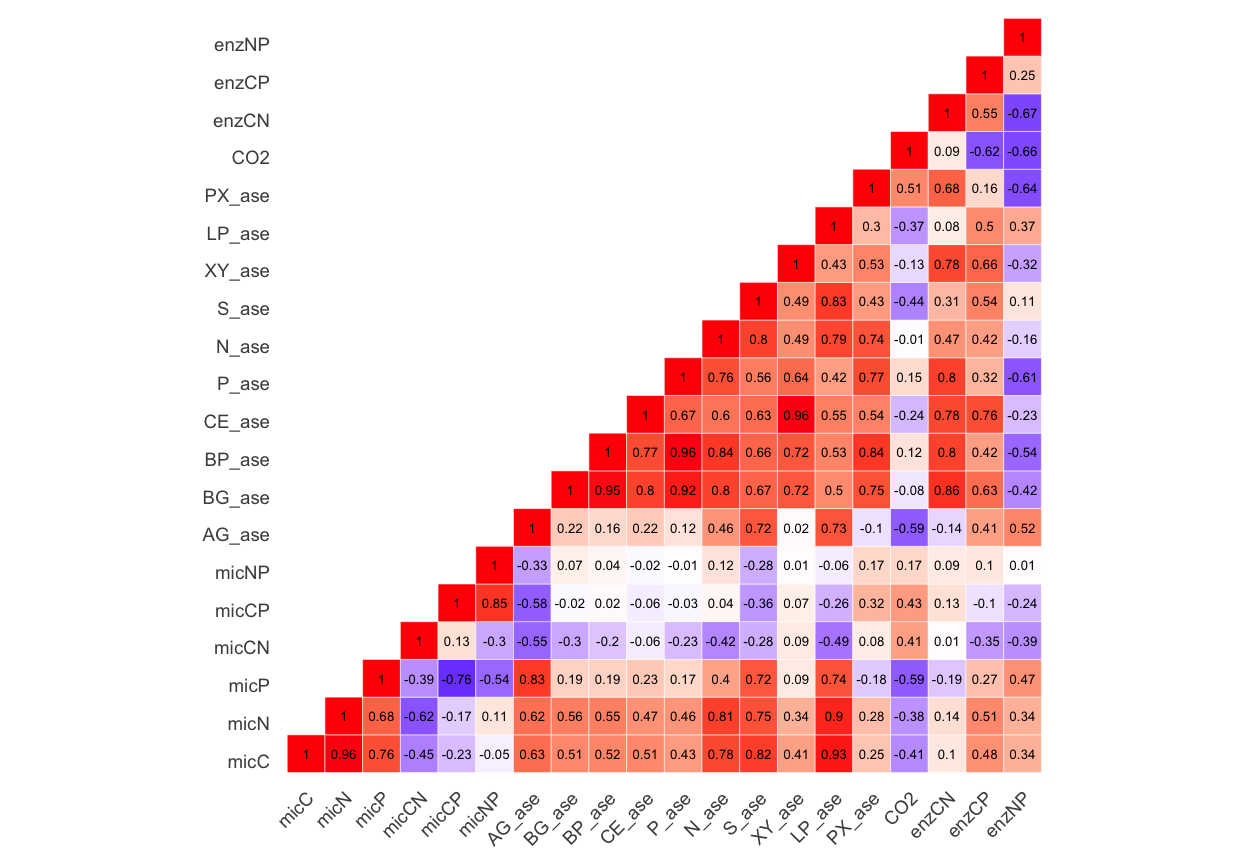 enzNP 1
enzCP 1 0.25
enzCN 1 0.55 -0.67
CO2 1 0.09 -0.62 -0.66
PX_ase 1 0.51 0.68 0.16 -0.64
LP_ase 1 0.3 -0.37 0.08 0.5 0.37
XY_ase 1 0.43 0.53 -0.13 0.78 0.66 -0.32
S_ase 1 0.49 0.83 0.43 -0.44 0.31 0.54 0.11
N_ase 1 0.8 0.49 0.79 0.74 -0.01 0.47 0.42 -0.16
P_ase 1 0.76 0.56 0.64 0.42 0.77 0.15 0.8 0.32 -0.61
CE_ase 1 0.67 0.6 0.63 0.96 0.55 0.54 -0.24 0.78 0.76 -0.23
BP_ase 1 0.77 0.96 0.84 0.66 0.72 0.53 0.84 0.12 0.8 0.42 -0.54
BG_ase 1 0.95 0.8 0.92 0.8 0.67 0.72 0.5 0.75 -0.08 0.86 0.63 -0.42
AG_ase 1 0.22 0.16 0.22 0.12 0.46 0.72 0.02 0.73 -0.1 -0.59 -0.14 0.41 0.52
micNP 1 -0.33 0.07 0.04 -0.02 -0.01 0.12 -0.28 0.01 -0.06 0.17 0.17 0.09 0.1 0.01
micCP 1 0.85 -0.58 -0.02 0.02 -0.06 -0.03 0.04 -0.36 0.07 -0.26 0.32 0.43 0.13 -0.1 -0.24
micCN 1 0.13 -0.3 -0.55 -0.3 -0.2 -0.06 -0.23 -0.42 -0.28 0.09 -0.49 0.08 0.41 0.01 -0.35 -0.39
micP 1 -0.39 -0.76 -0.54 0.83 0.19 0.19 0.23 0.17 0.4 0.72 0.09 0.74 -0.18 -0.59 -0.19 0.27 0.47
micN 1 0.68 -0.62 -0.17 0.11 0.62 0.56 0.55 0.47 0.46 0.81 0.75 0.34 0.9 0.28 -0.38 0.14 0.51 0.34
micC 1 0.96 0.76 -0.45 -0.23 -0.05 0.63 0.51 0.52 0.51 0.43 0.78 0.82 0.41 0.93 0.25 -0.41 0.1 0.48 0.34
micC micN micP micCN micCP micNP AG_ase BG_ase BP_ase CE_ase P_ase N_ase S_ase XY_ase LP_ase PX_ase CO2 enzCN enzCP enzNP